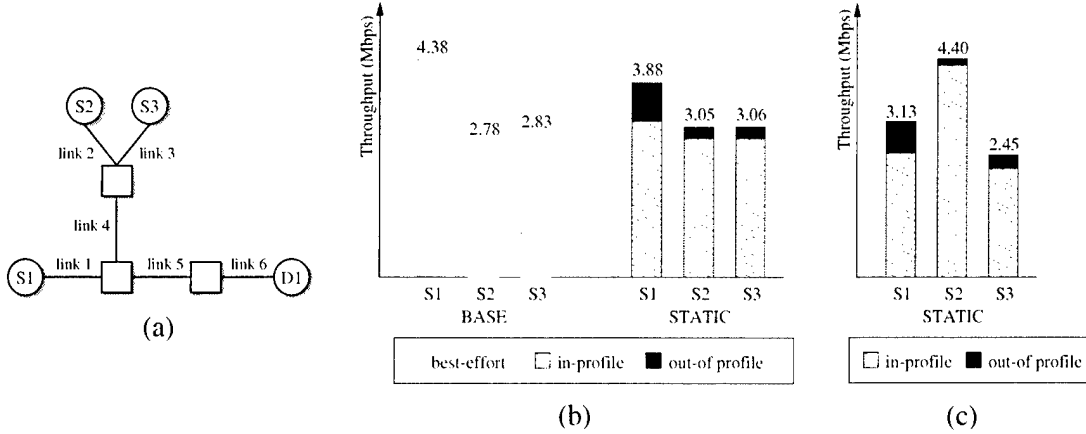 S2
S3
link 2
link 3
link 4
S1
link 1
link 5
link 6
D1
(a)
Throughput (Mbps)
4.38
2.78
2.83
3.88
3.05
3.06
S1
S2
S3
S1
S2
S3
BASE
STATIC
best-effort
in-profile
out-of profile
(b)
Throughput (Mbps)
3.13
4.40
2.45
S1
S2
S3
STATIC
in-profile
out-of profile
(c)